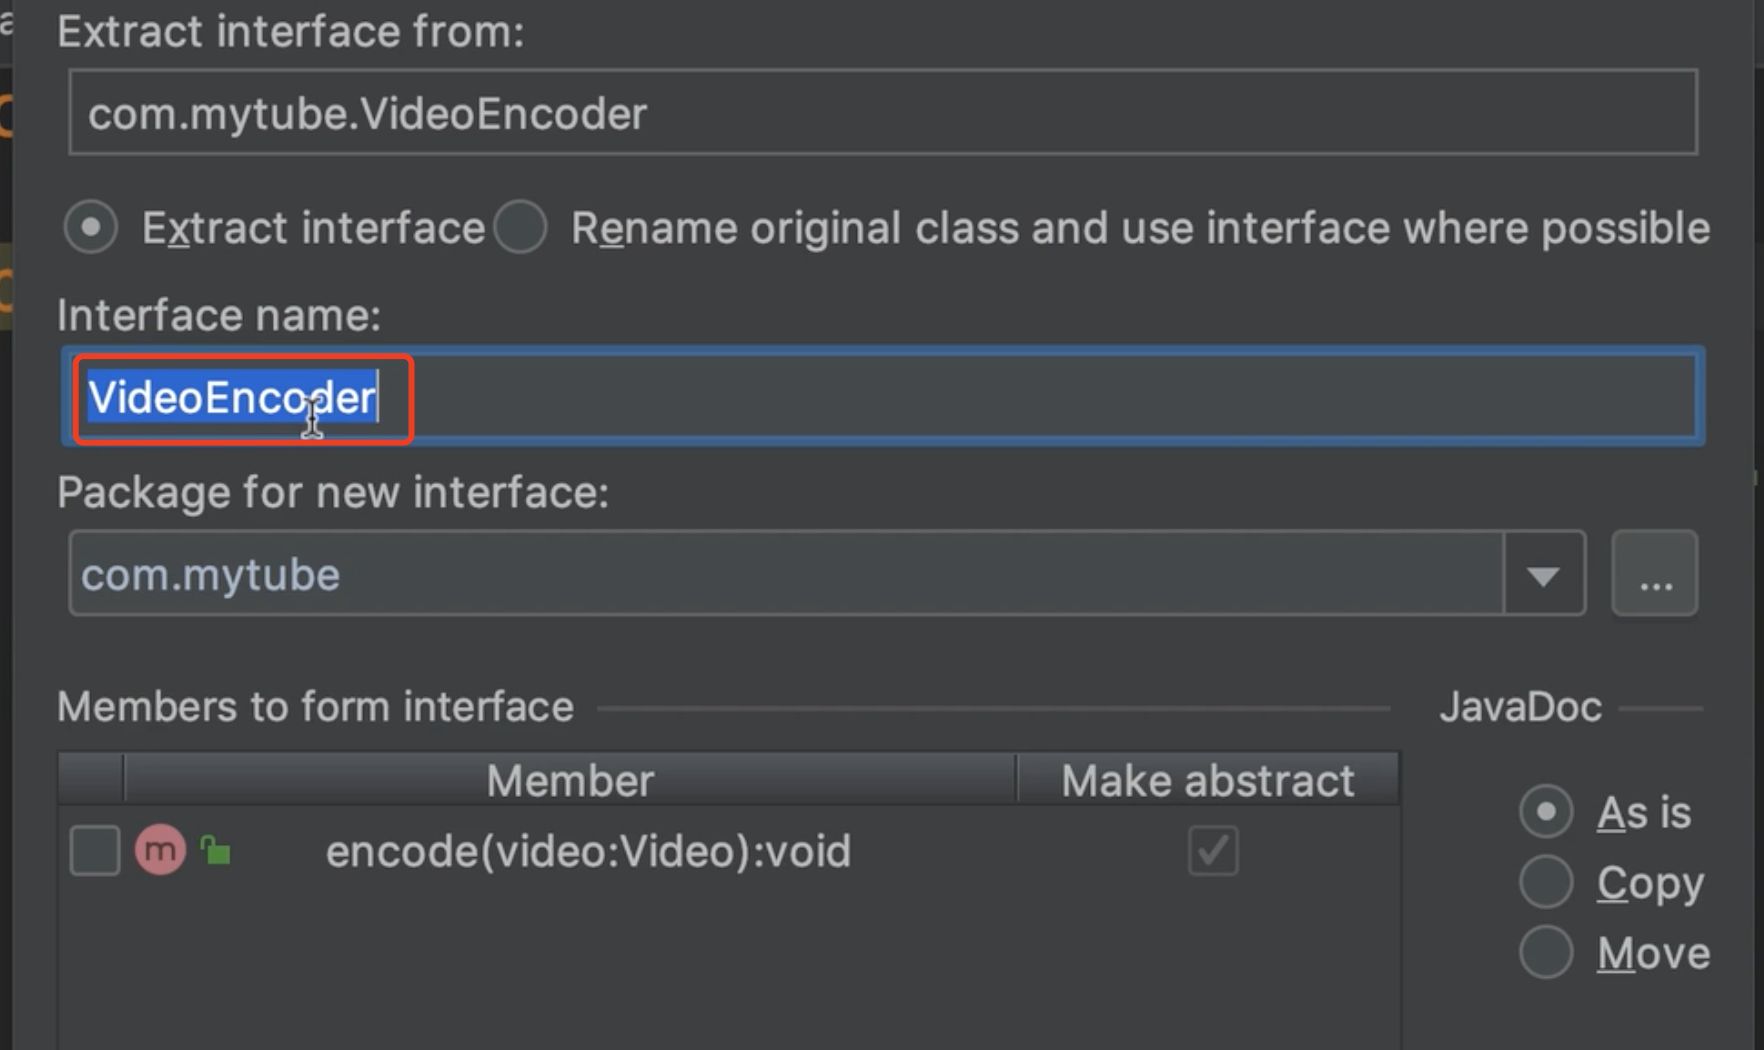 Extract interface from:
com.mytube.VideoEncoder
Extract interface Rename original class and use interface where possible
Interface name:
VideoEncoder
Package for new interface:
com.mytube
...
Members to form interface JavaDoc
Member Make abstract
m encode(video:Video):void
As is
Copy
Move